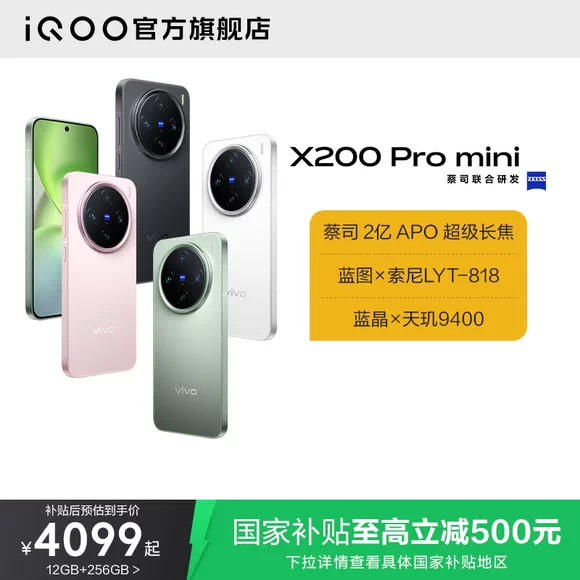 iQOO官方旗舰店
X200 Pro mini
蔡司联合研发 ZEISS
蔡司 2亿 APO 超级长焦
蓝图×索尼LYT-818
蓝晶×天玑9400
vivo
vivo
补贴后预估到手价
¥4099起
12GB+256GB >
国家补贴至高立减500元
下拉详情查看具体国家补贴地区